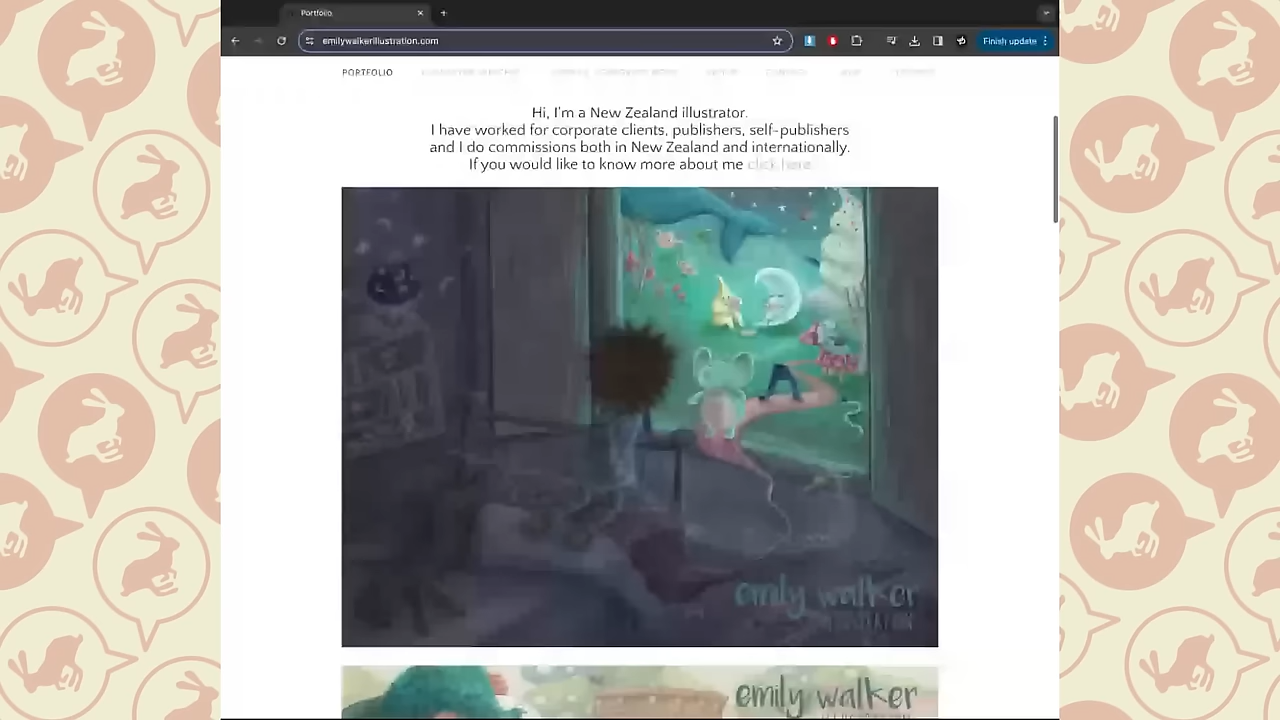 Portfolio
emilywalkerillustration.com
Finish update
PORTFOLIO
Hi, I'm a New Zealand illustrator.
I have worked for corporate clients, publishers, self-publishers
and I do commissions both in New Zealand and internationally.
If you would like to know more about me click here
emily walker
ILLUSTRATION
emily walker